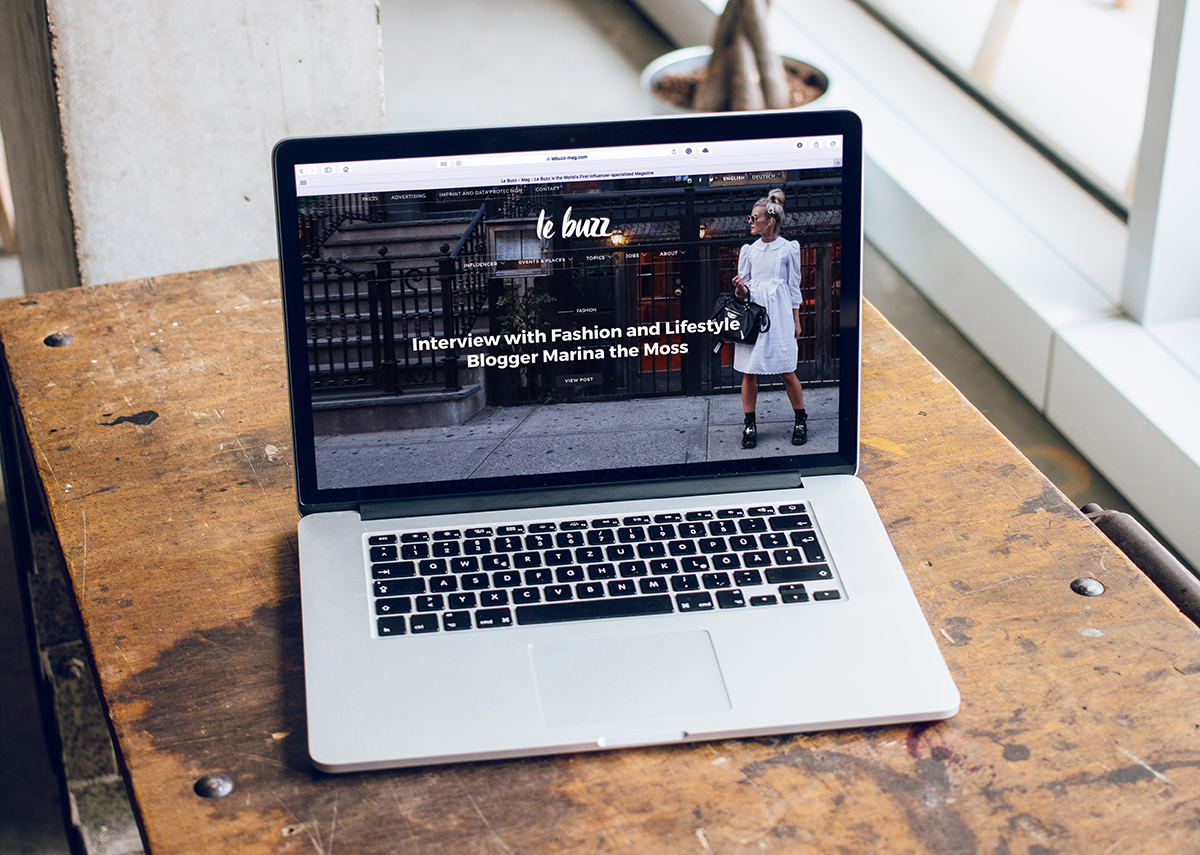 lebuzz-mag.com
Le Buzz - Mag - Le Buzz is the World's First Influencer-specialized Magazine
PRESS ADVERTISING IMPRINT AND DATA PROTECTION CONTACT ENGLISH DEUTSCH
le buzz
INFLUENCER EVENTS & PLACES TOPICS JOBS ABOUT
FASHION
Interview with Fashion and Lifestyle
Blogger Marina the Moss
VIEW POST
Q W E R T Z U I O P Ü
A S D F G H J K L Ö Ä
Y X C V B N M
fn ctrl